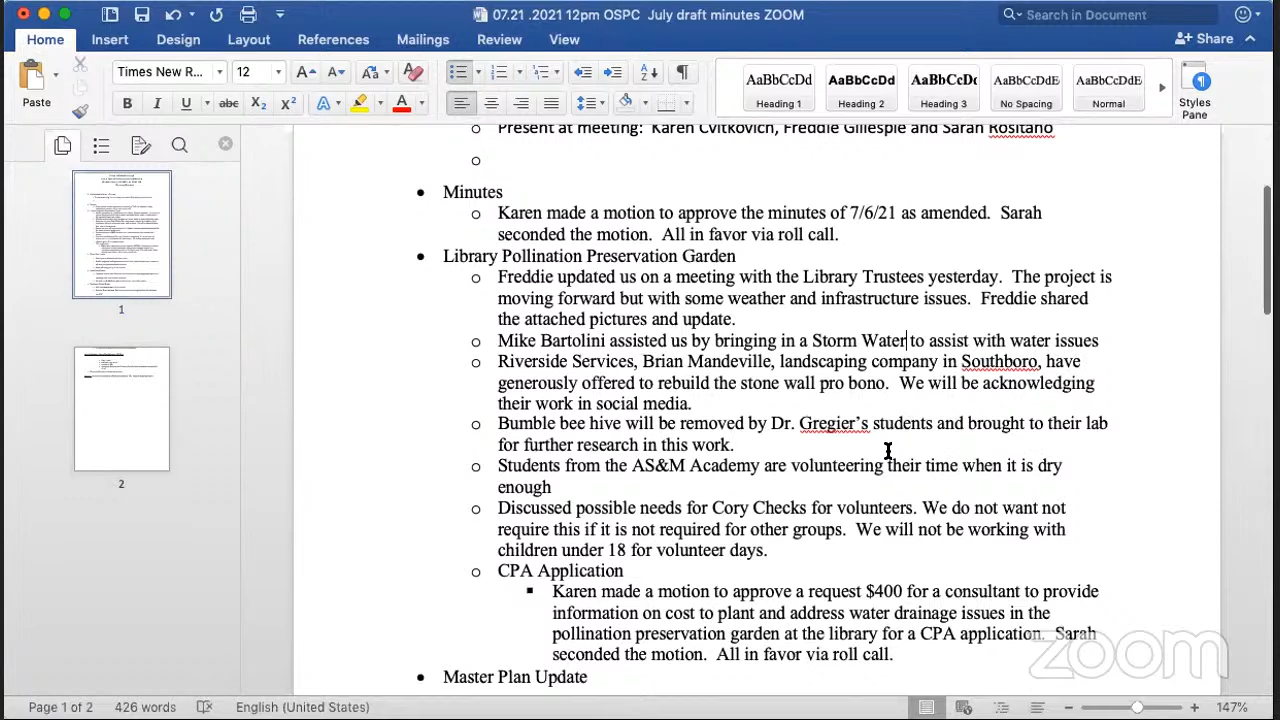 07.21 .2021 12pm OSPC July draft minutes ZOOM
Search in Document
Home Insert Design Layout References Mailings Review View
Share
Paste
Times New R... 12
AaBbCcDd AaBbCcDd AaBbCcDc AaBbCcDdE AaBbCcDdE
Heading 1 Heading 2 Heading 3 No Spacing Normal
Styles Pane
Present at meeting: Karen Cvitkovich, Freddie Gillespie and Sarah Rositano
Minutes
Karen made a motion to approve the minutes of 7/6/21 as amended. Sarah
seconded the motion. All in favor via roll call.
Library Pollination Preservation Garden
Freddie updated us on a meeting with the Library Trustees yesterday. The project is
moving forward but with some weather and infrastructure issues. Freddie shared
the attached pictures and update.
Mike Bartolini assisted us by bringing in a Storm Water to assist with water issues
Riverside Services, Brian Mandeville, landscaping company in Southboro, have
generously offered to rebuild the stone wall pro bono. We will be acknowledging
their work in social media.
Bumble bee hive will be removed by Dr. Gregier's students and brought to their lab
for further research in this work.
Students from the AS&M Academy are volunteering their time when it is dry
enough
Discussed possible needs for Cory Checks for volunteers. We do not want not
require this if it is not required for other groups. We will not be working with
children under 18 for volunteer days.
CPA Application
Karen made a motion to approve a request $400 for a consultant to provide
information on cost to plant and address water drainage issues in the
pollination preservation garden at the library for a CPA application. Sarah
seconded the motion. All in favor via roll call.
Master Plan Update
1
2
zoom
Page 1 of 2 426 words English (United States) 147%